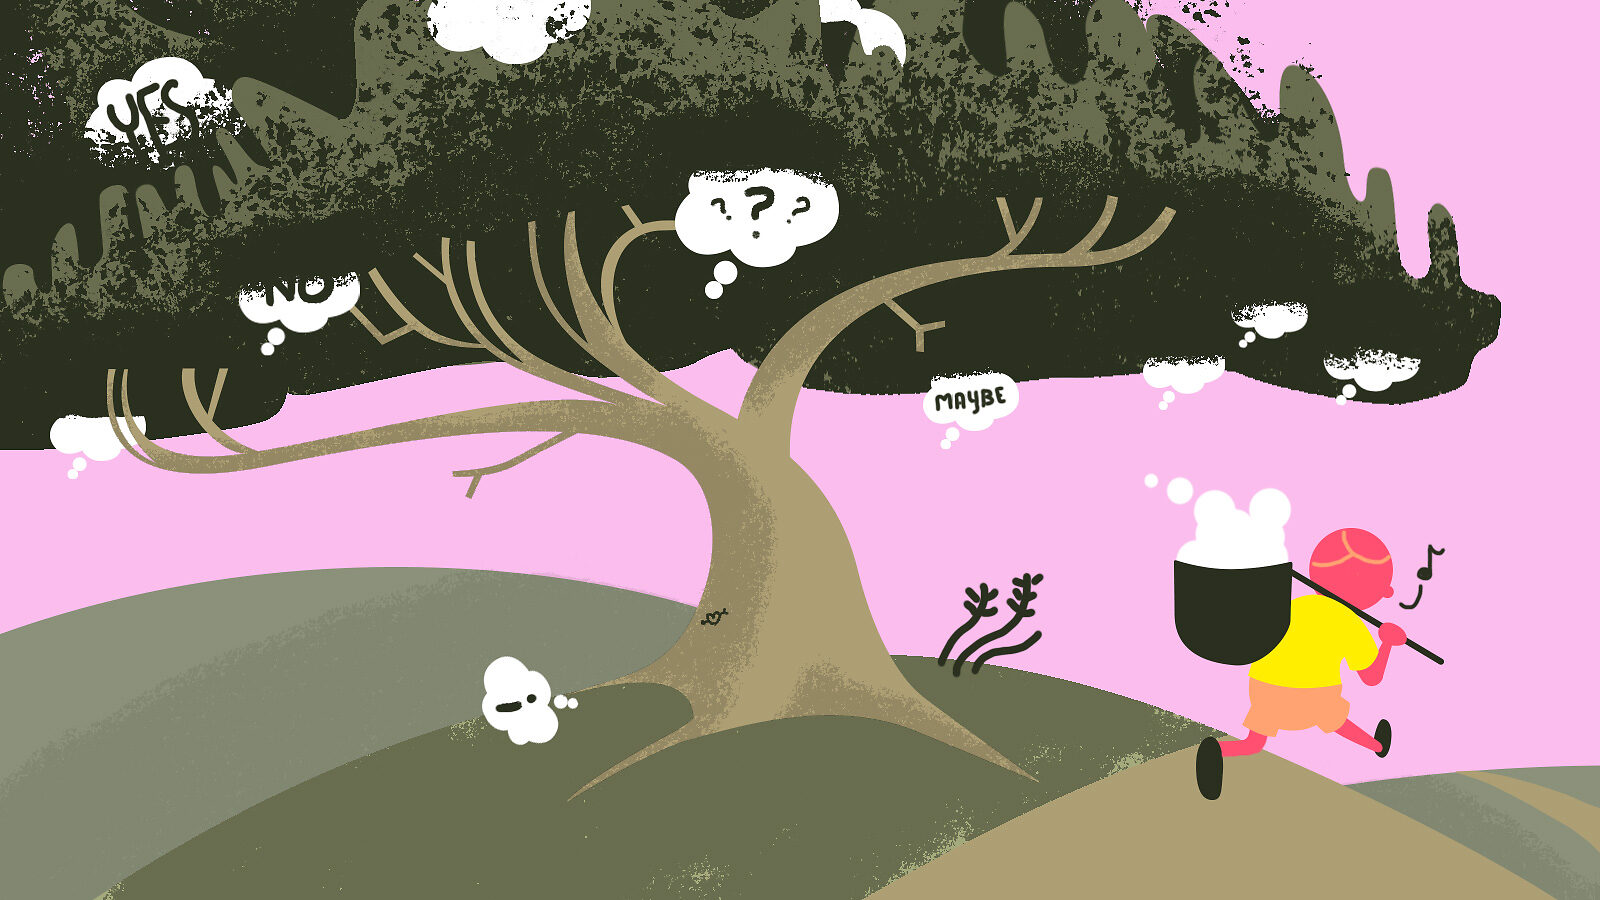 YES
? ? ?
NO
MAYBE